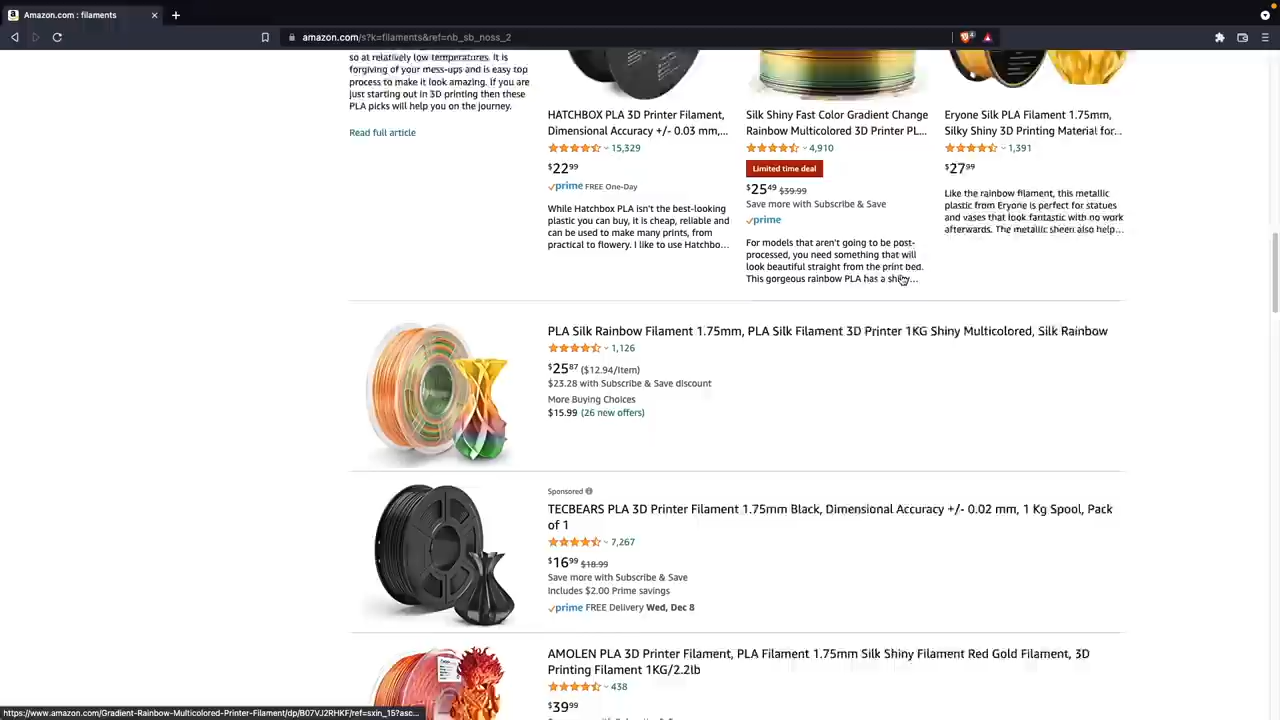 Amazon.com : filaments
amazon.com/s?k=filaments&ref=nb_sb_noss_2
so at relatively low temperatures. It is
forgiving of your mess-ups and is easy top
process to make it look amazing. If you are
just starting out in 3D printing then these
PLA picks will help you on the journey.
Read full article
HATCHBOX PLA 3D Printer Filament,
Dimensional Accuracy +/- 0.03 mm,...
15,329
$22.99
prime FREE One-Day
While Hatchbox PLA isn't the best-looking
plastic you can buy, it is cheap, reliable and
can be used to make many prints, from
practical to flowery. I like to use Hatchbo...
Silk Shiny Fast Color Gradient Change
Rainbow Multicolored 3D Printer PL...
4,910
Limited time deal
$25.49 $39.99
Save more with Subscribe & Save
prime
For models that aren't going to be post-
processed, you need something that will
look beautiful straight from the print bed.
This gorgeous rainbow PLA has a shiny...
Eryone Silk PLA Filament 1.75mm,
Silky Shiny 3D Printing Material for...
1,391
$27.99
Like the rainbow filament, this metallic
plastic from Eryone is perfect for statues
and vases that look fantastic with no work
afterwards. The metallic sheen also help...
PLA Silk Rainbow Filament 1.75mm, PLA Silk Filament 3D Printer 1KG Shiny Multicolored, Silk Rainbow
1,126
$25.87 ($12.94/Item)
$23.28 with Subscribe & Save discount
More Buying Choices
$15.99 (26 new offers)
Sponsored
TECBEARS PLA 3D Printer Filament 1.75mm Black, Dimensional Accuracy +/- 0.02 mm, 1 Kg Spool, Pack
of 1
7,267
$16.99 $18.99
Save more with Subscribe & Save
Includes $2.00 Prime savings
prime FREE Delivery Wed, Dec 8
AMOLEN PLA 3D Printer Filament, PLA Filament 1.75mm Silk Shiny Filament Red Gold Filament, 3D
Printing Filament 1KG/2.2lb
438
$39.99
https://www.amazon.com/Gradient-Rainbow-Multicolored-Printer-Filament/dp/B07VJ2RHKF/ref=sxin_15?asc...